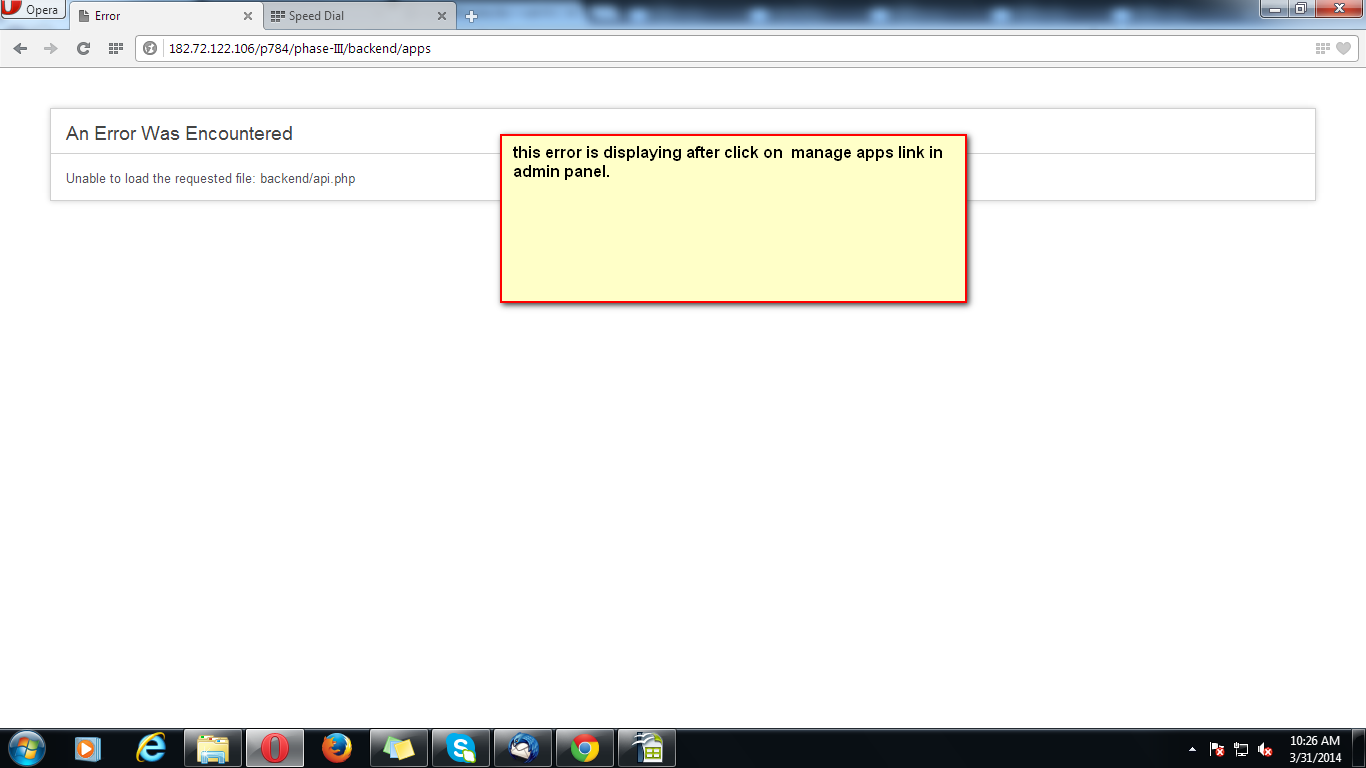 Opera
Error
Speed Dial
182.72.122.106/p784/phase-III/backend/apps
An Error Was Encountered
this error is displaying after click on  manage apps link in
admin panel.
Unable to load the requested file: backend/api.php
10:26 AM
3/31/2014